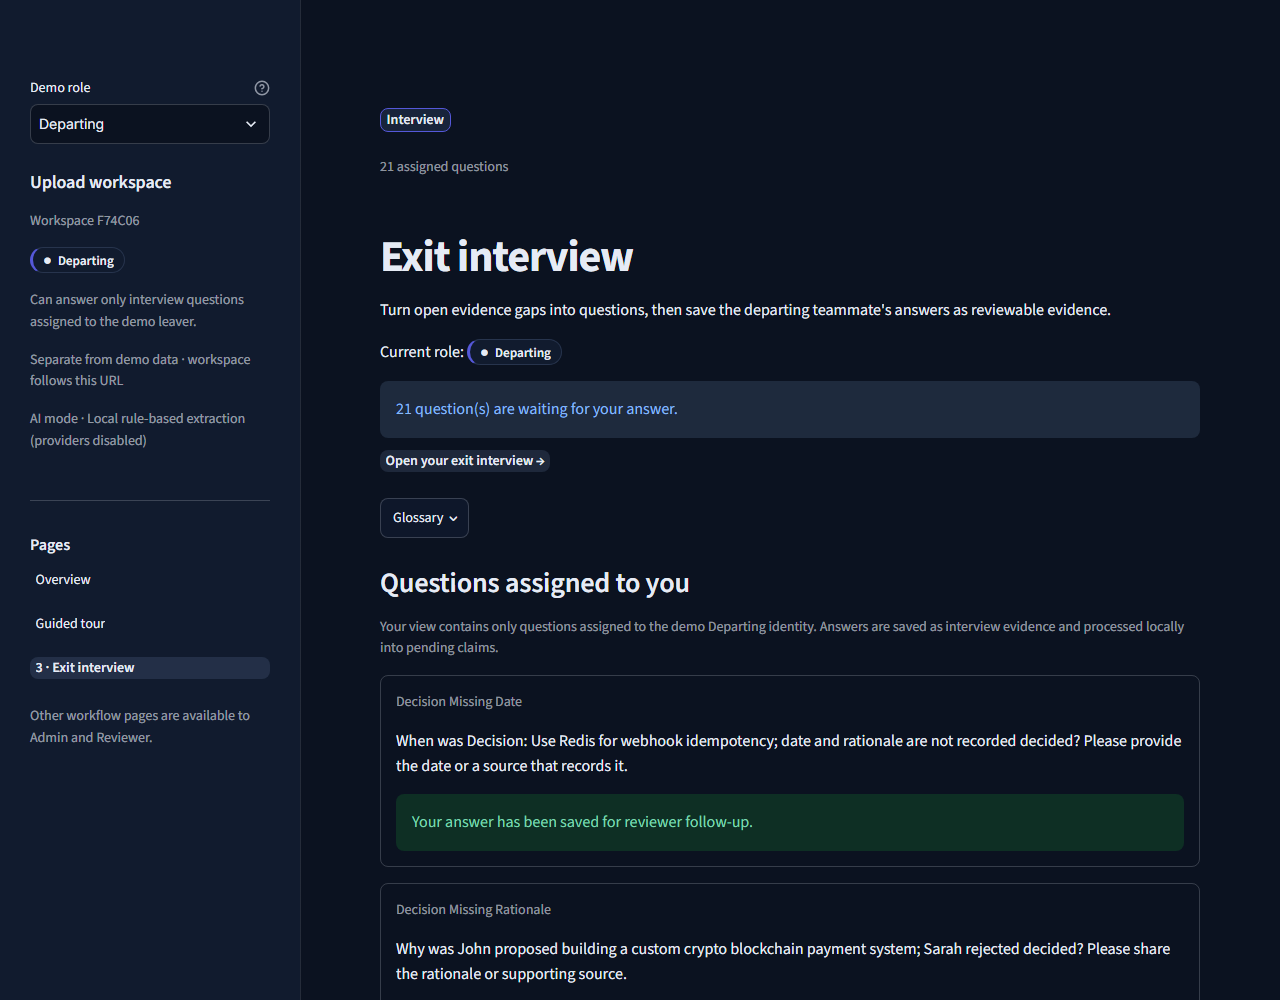 Demo role
Departing
Upload workspace
Workspace F74C06
Departing
Can answer only interview questions
assigned to the demo leaver.
Separate from demo data · workspace
follows this URL
AI mode · Local rule-based extraction
(providers disabled)
Pages
Overview
Guided tour
3 · Exit interview
Other workflow pages are available to
Admin and Reviewer.
Interview
21 assigned questions
Exit interview
Turn open evidence gaps into questions, then save the departing teammate's answers as reviewable evidence.
Current role: Departing
21 question(s) are waiting for your answer.
Open your exit interview →
Glossary
Questions assigned to you
Your view contains only questions assigned to the demo Departing identity. Answers are saved as interview evidence and processed locally
into pending claims.
Decision Missing Date
When was Decision: Use Redis for webhook idempotency; date and rationale are not recorded decided? Please provide
the date or a source that records it.
Your answer has been saved for reviewer follow-up.
Decision Missing Rationale
Why was John proposed building a custom crypto blockchain payment system; Sarah rejected decided? Please share
the rationale or supporting source.